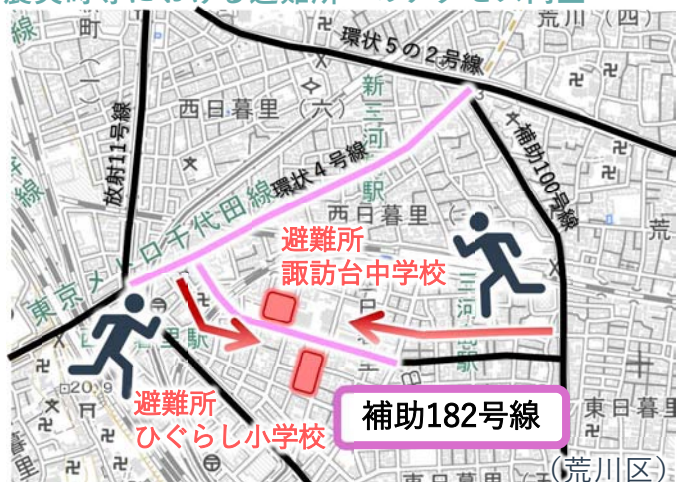 荒川(四)
町
環状5の2号線
西日暮里(六)
新三河島駅
放射11号線
環状4号線
補助100号線
東京メトロ千代田線
西日暮里
避難所
諏訪台中学校
荒
20.9
避難所
ひぐらし小学校
補助182号線
東日暮里
(荒川区)